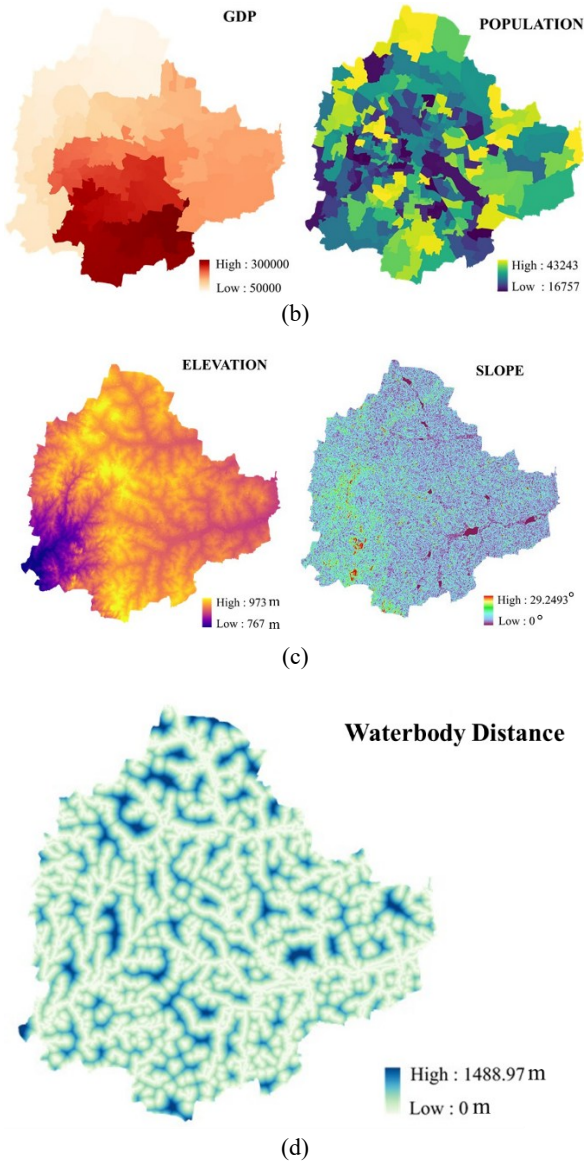 GDP
High : 300000
Low : 50000
POPULATION
High : 43243
Low : 16757
(b)
ELEVATION
High : 973 m
Low : 767 m
SLOPE
High : 29.2493°
Low : 0°
(c)
Waterbody Distance
High : 1488.97 m
Low : 0 m
(d)